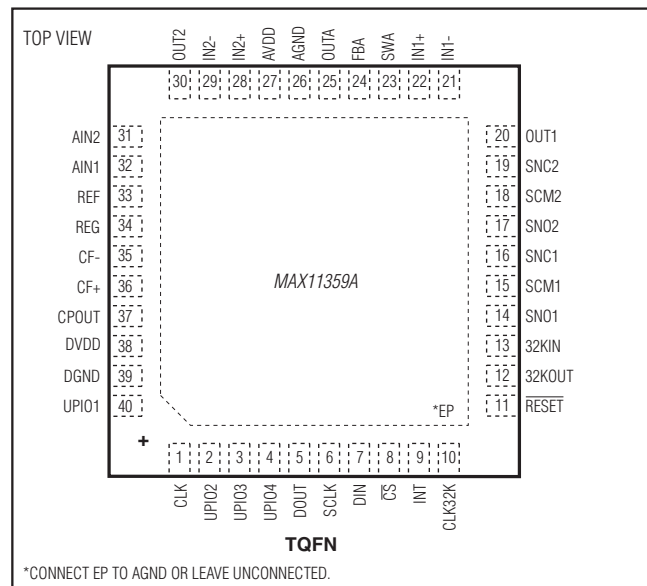 TOP VIEW
OUT2 IN2- IN2+ AVDD AGND OUTA FBA SWA IN1+ IN1-
30 29 28 27 26 25 24 23 22 21
AIN2 31
AIN1 32
REF 33
REG 34
CF- 35
CF+ 36
CPOUT 37
DVDD 38
DGND 39
UPIO1 40
MAX11359A
20 OUT1
19 SNC2
18 SCM2
17 SNO2
16 SNC1
15 SCM1
14 SNO1
13 32KIN
12 32KOUT
11 RESET
*EP
+
1 2 3 4 5 6 7 8 9 10
CLK UPIO2 UPIO3 UPIO4 DOUT SCLK DIN CS INT CLK32K
TQFN
*CONNECT EP TO AGND OR LEAVE UNCONNECTED.